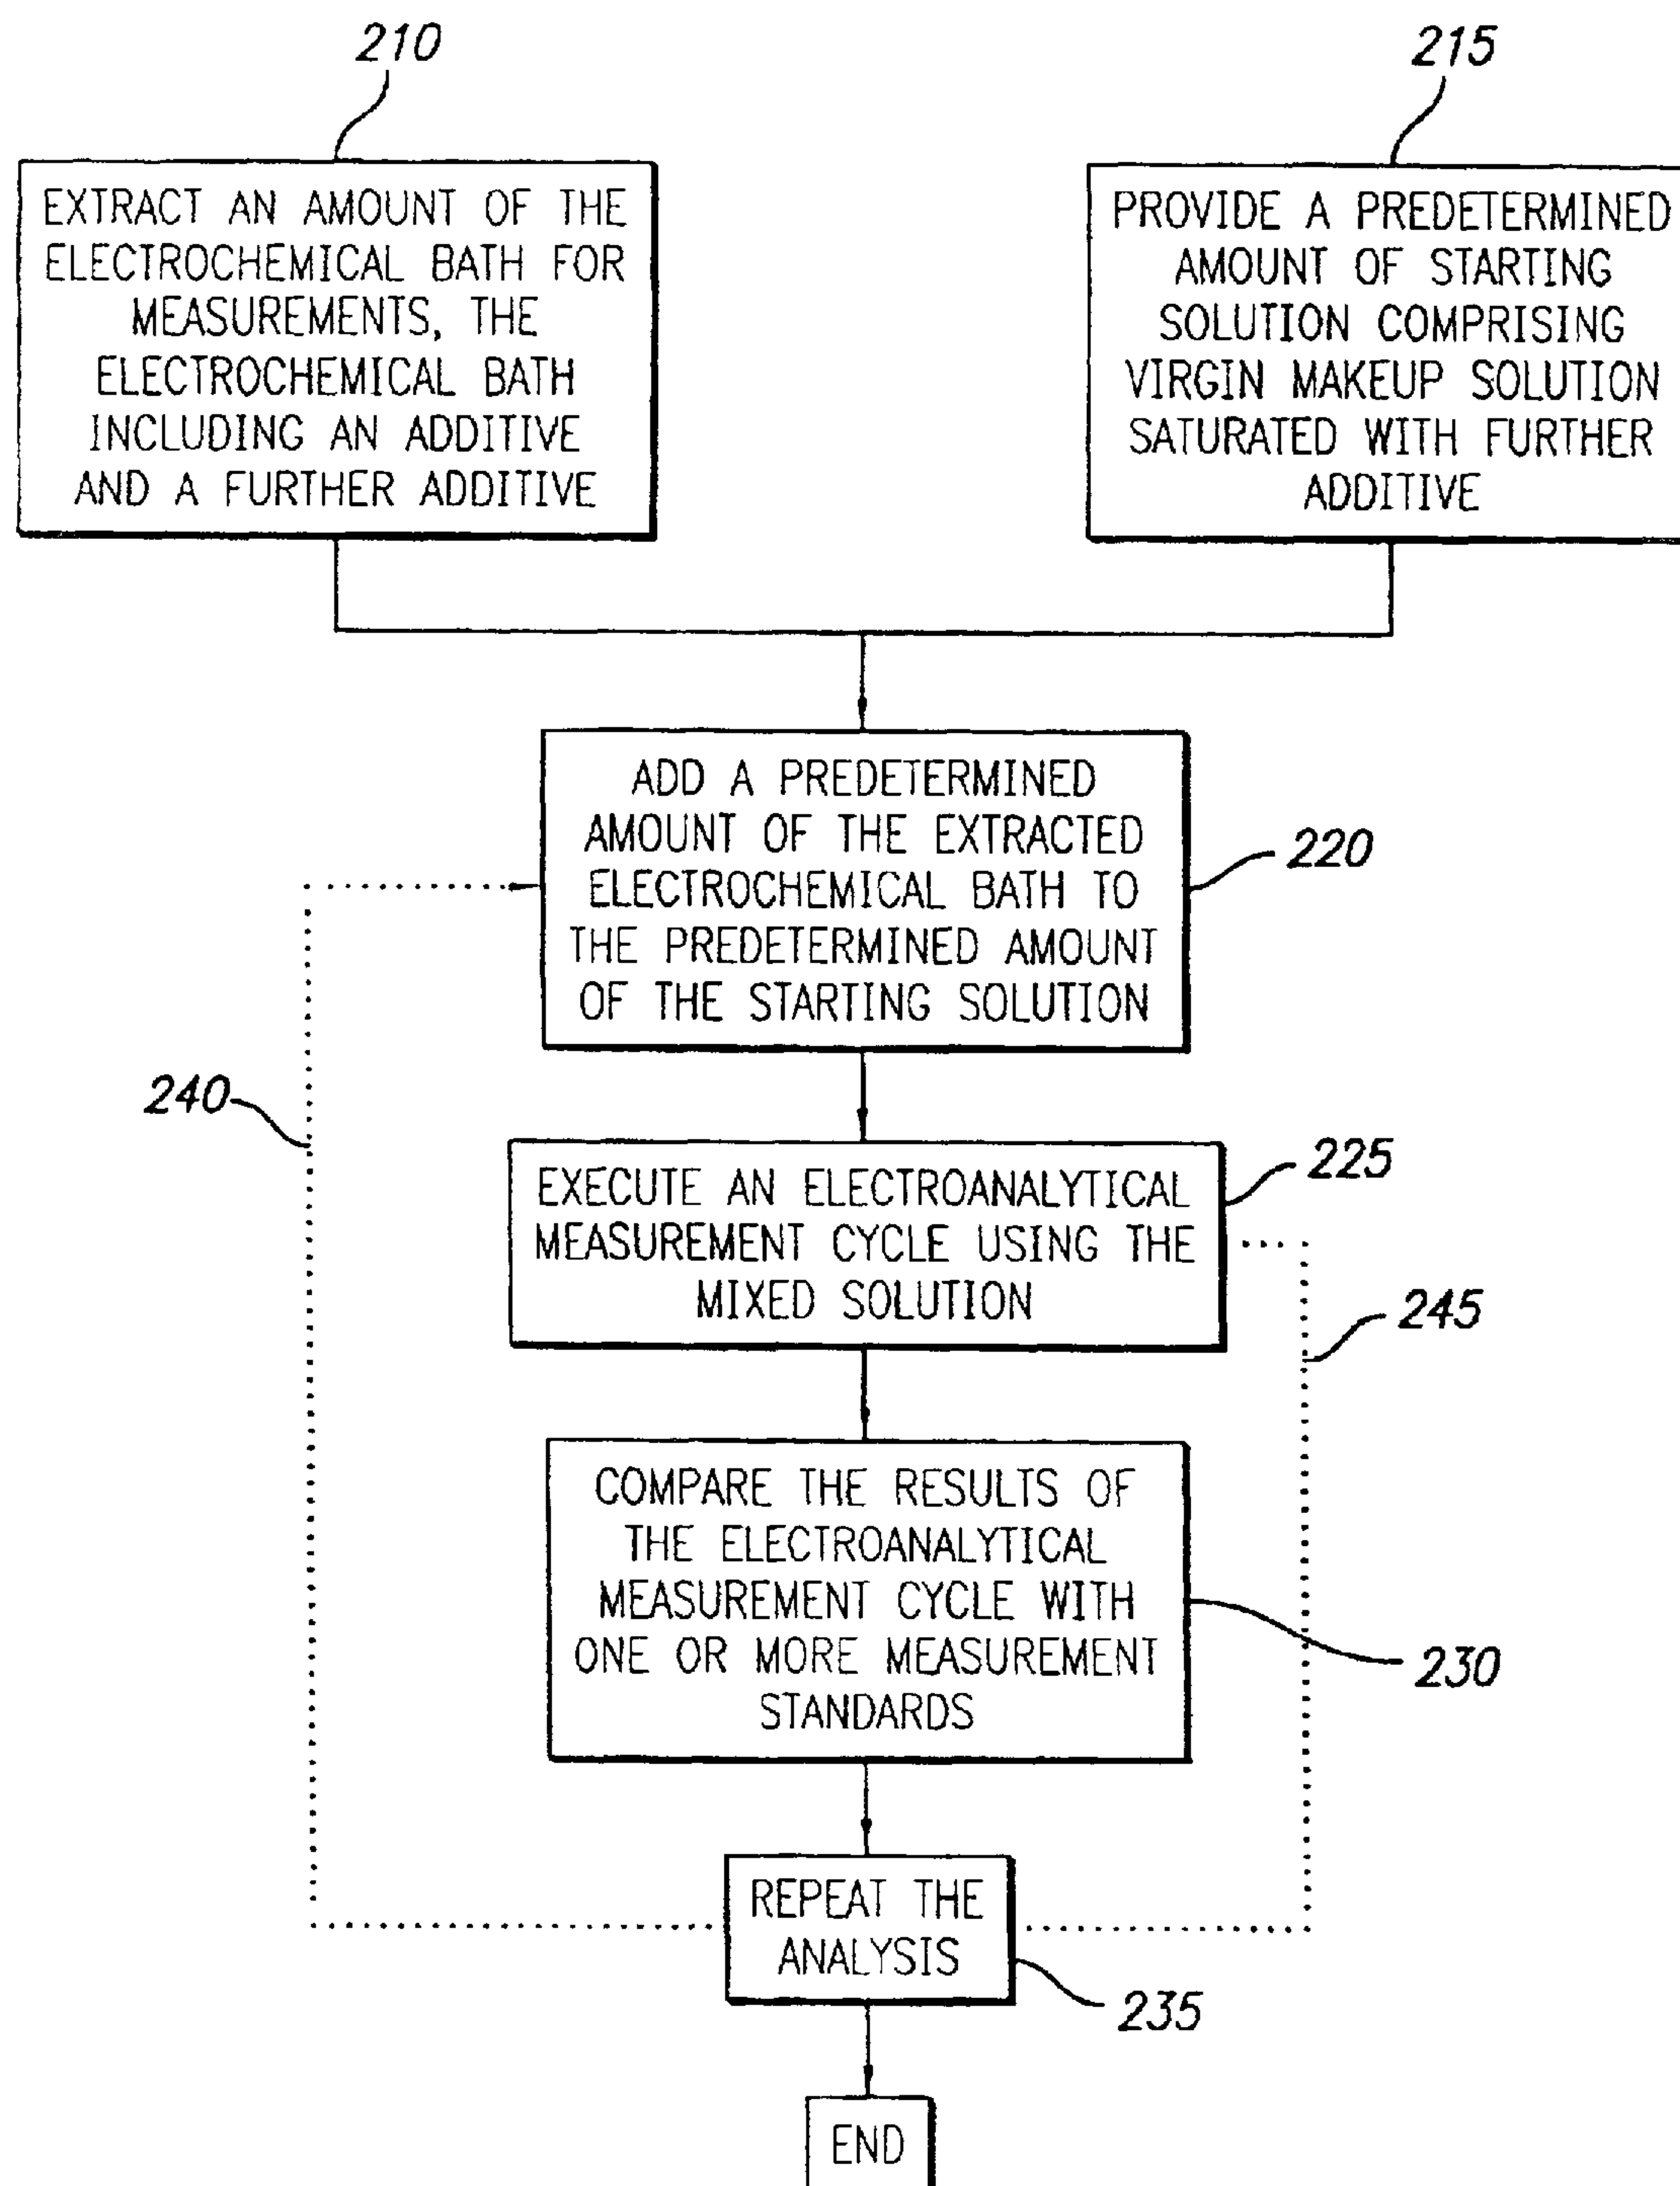 210
EXTRACT AN AMOUNT OF THE
ELECTROCHEMICAL BATH FOR
MEASUREMENTS, THE
ELECTROCHEMICAL BATH
INCLUDING AN ADDITIVE
AND A FURTHER ADDITIVE
215
PROVIDE A PREDETERMINED
AMOUNT OF STARTING
SOLUTION COMPRISING
VIRGIN MAKEUP SOLUTION
SATURATED WITH FURTHER
ADDITIVE
ADD A PREDETERMINED
AMOUNT OF THE EXTRACTED
ELECTROCHEMICAL BATH TO
THE PREDETERMINED AMOUNT
OF THE STARTING SOLUTION
220
240
EXECUTE AN ELECTROANALYTICAL
MEASUREMENT CYCLE USING THE
MIXED SOLUTION
225
245
COMPARE THE RESULTS OF
THE ELECTROANALYTICAL
MEASUREMENT CYCLE WITH
ONE OR MORE MEASUREMENT
STANDARDS
230
REPEAT THE
ANALYSIS
235
END